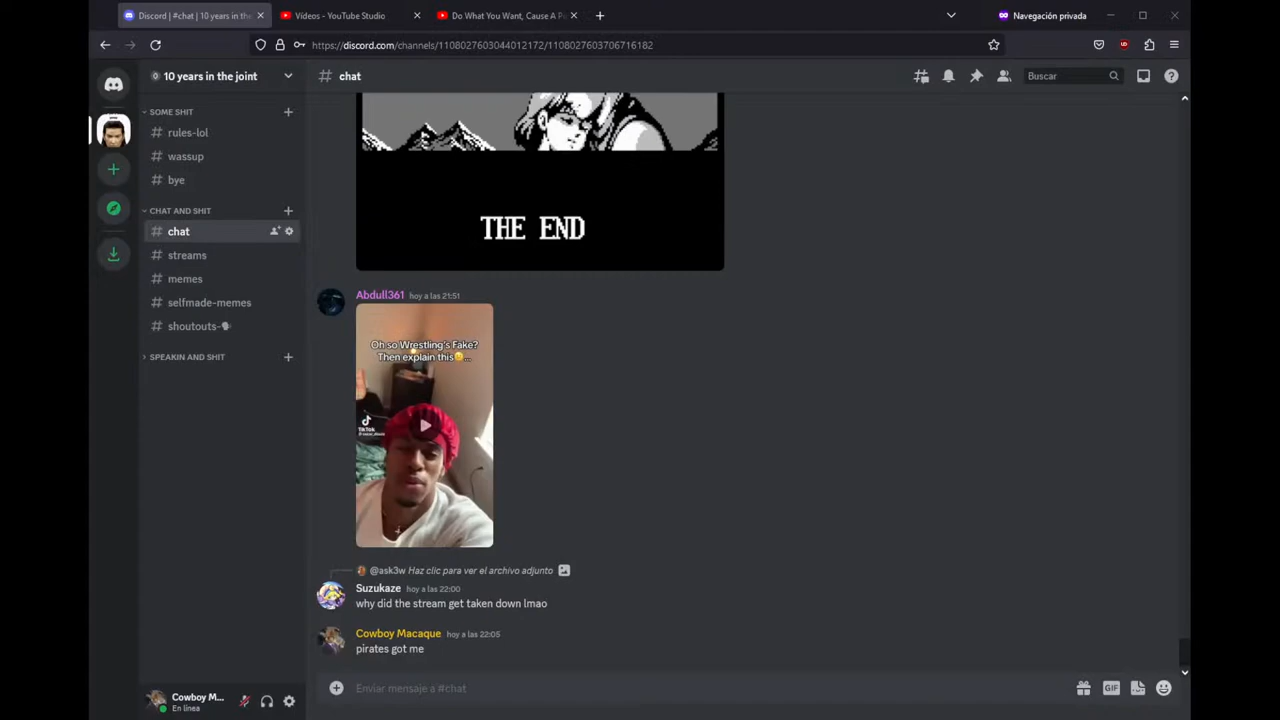 Discord | #chat | 10 years in the
Vídeos - YouTube Studio
Do What You Want, Cause A P
Navegación privada
https://discord.com/channels/1108027603044012172/1108027603706716182
10 years in the joint
chat
Buscar
SOME SHIT
rules-lol
wassup
bye
CHAT AND SHIT
chat
streams
memes
selfmade-memes
shoutouts-🗣
SPEAKIN AND SHIT
THE END
Abdull361 hoy a las 21:51
Oh so Wrestling's Fake?
Then explain this🤨...
TikTok
@ask3w Haz clic para ver el archivo adjunto
Suzukaze hoy a las 22:00
why did the stream get taken down lmao
Cowboy Macaque hoy a las 22:05
pirates got me
Cowboy M...
En línea
Enviar mensaje a #chat
GIF